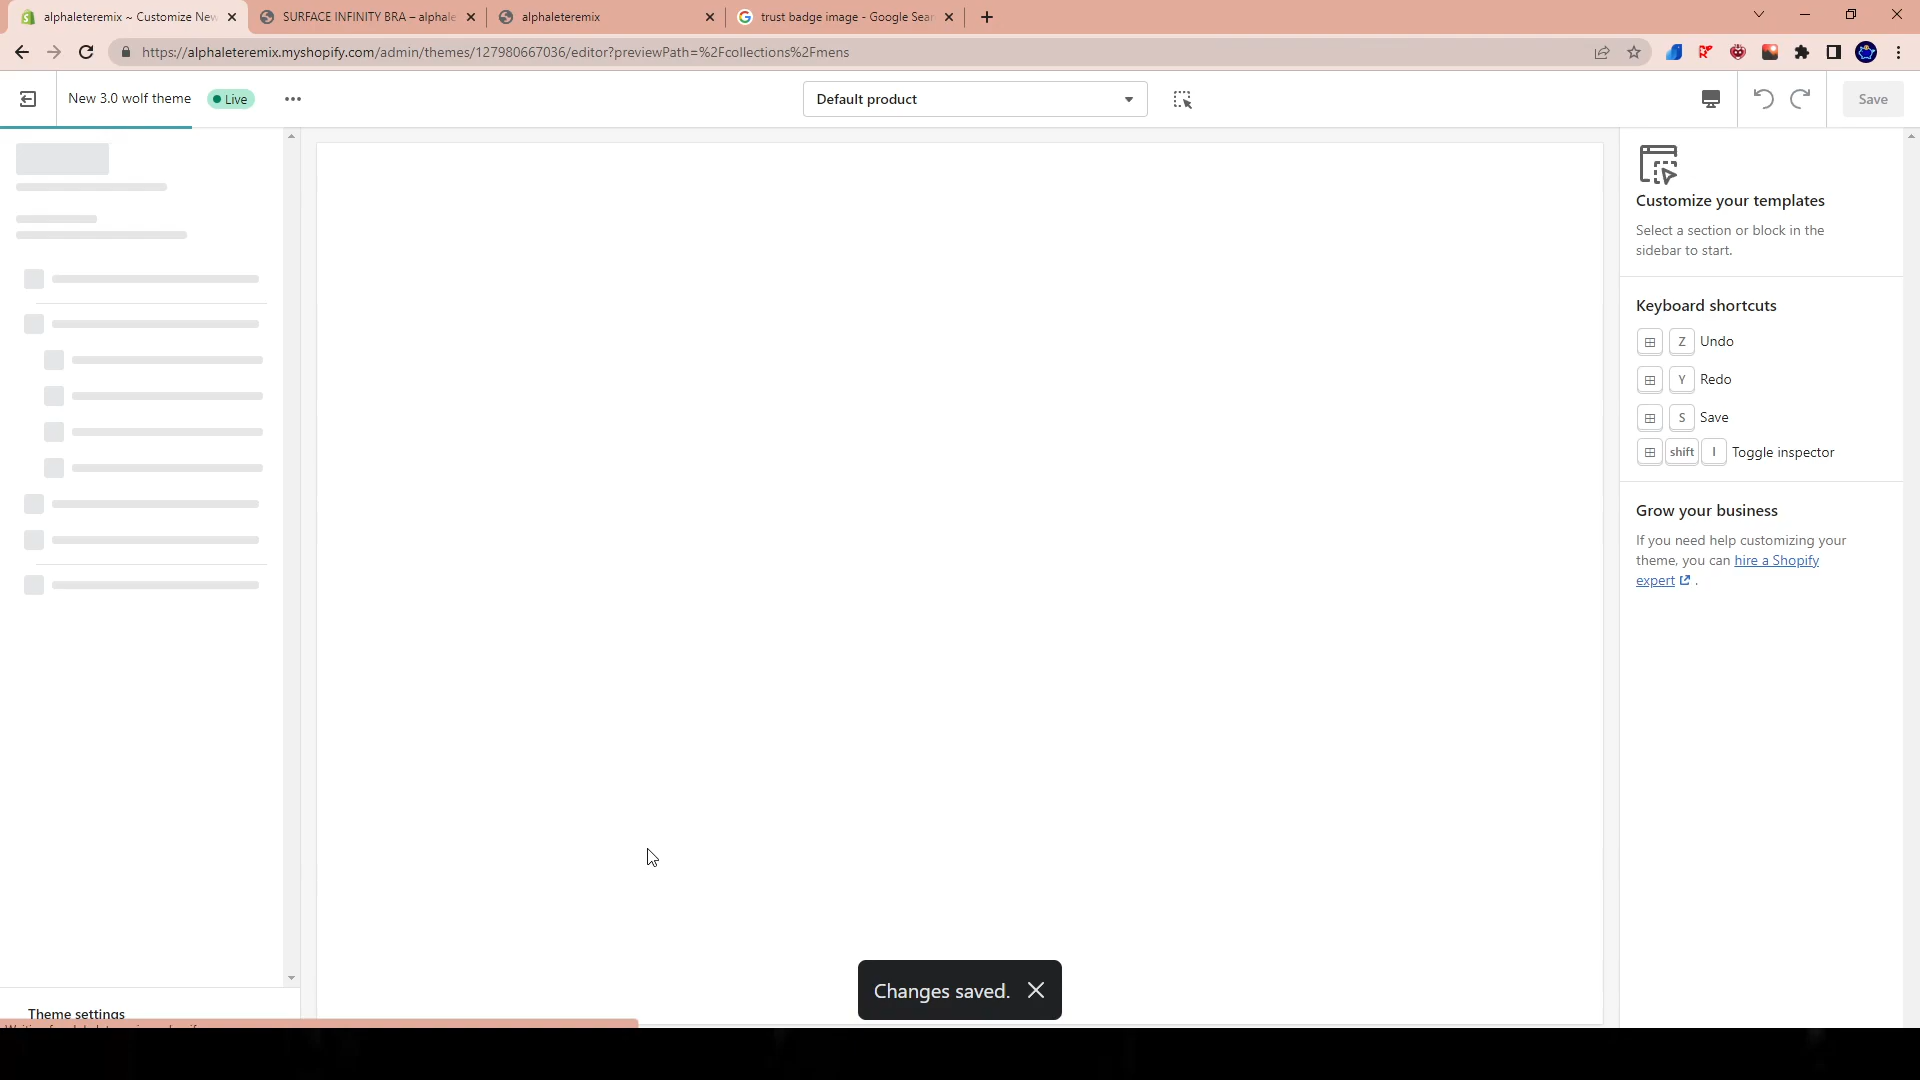 alphaleteremix ~ Customize New
SURFACE INFINITY BRA – alphale
alphaleteremix
trust badge image - Google Sear
https://alphaleteremix.myshopify.com/admin/themes/127980667036/editor?previewPath=%2Fcollections%2Fmens
New 3.0 wolf theme
Live
Default product
Save
Customize your templates
Select a section or block in the
sidebar to start.
Keyboard shortcuts
Z Undo
Y Redo
S Save
shift I Toggle inspector
Grow your business
If you need help customizing your
theme, you can hire a Shopify
expert .
Changes saved.
Theme settings